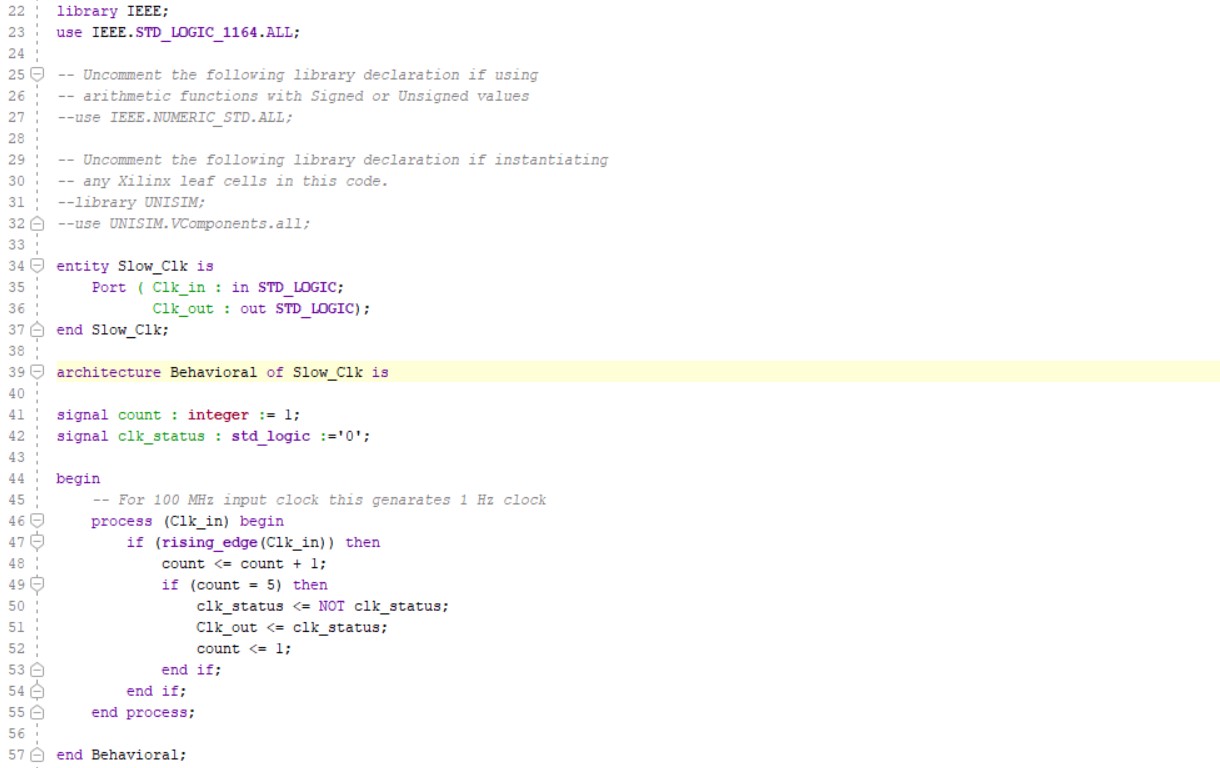 22 library IEEE;
23 use IEEE.STD_LOGIC_1164.ALL;
24
25 -- Uncomment the following library declaration if using
26 -- arithmetic functions with Signed or Unsigned values
27 --use IEEE.NUMERIC_STD.ALL;
28
29 -- Uncomment the following library declaration if instantiating
30 -- any Xilinx leaf cells in this code.
31 --library UNISIM;
32 --use UNISIM.VComponents.all;
33
34 entity Slow_Clk is
35     Port ( Clk_in : in STD_LOGIC;
36            Clk_out : out STD_LOGIC);
37 end Slow_Clk;
38
39 architecture Behavioral of Slow_Clk is
40
41 signal count : integer := 1;
42 signal clk_status : std_logic :='0';
43
44 begin
45     -- For 100 MHz input clock this genarates 1 Hz clock
46     process (Clk_in) begin
47         if (rising_edge(Clk_in)) then
48             count <= count + 1;
49             if (count = 5) then
50                 clk_status <= NOT clk_status;
51                 Clk_out <= clk_status;
52                 count <= 1;
53             end if;
54         end if;
55     end process;
56
57 end Behavioral;